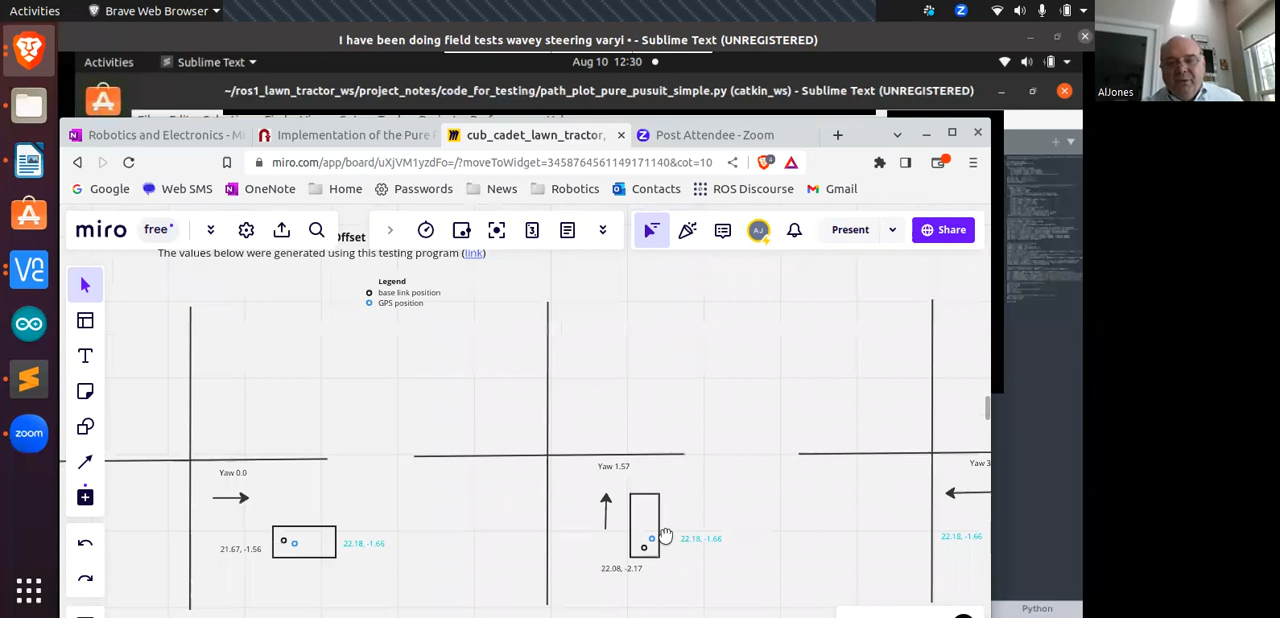 Activities
Brave Web Browser
I have been doing field tests wavey steering varyi • - Sublime Text (UNREGISTERED)
AlJones
Activities
Sublime Text
Aug 10 12:30
~/ros1_lawn_tractor_ws/project_notes/code_for_testing/path_plot_pure_pusuit_simple.py (catkin_ws) - Sublime Text (UNREGISTERED)
Robotics and Electronics - Mi
Implementation of the Pure P
cub_cadet_lawn_tractor,
Post Attendee - Zoom
miro.com/app/board/uXjVM1yzdFo=/?moveToWidget=3458764561149171140&cot=10
Google
Web SMS
OneNote
Home
Passwords
News
Robotics
Contacts
ROS Discourse
Gmail
miro
free
offset
Present
AJ
Share
The values below were generated using this testing program (link)
Legend
base link position
GPS position
Yaw 0.0
Yaw 1.57
Yaw 3
21.67, -1.56
22.18, -1.66
22.18, -1.66
22.08, -2.17
22.18, -1.66
zoom
Python